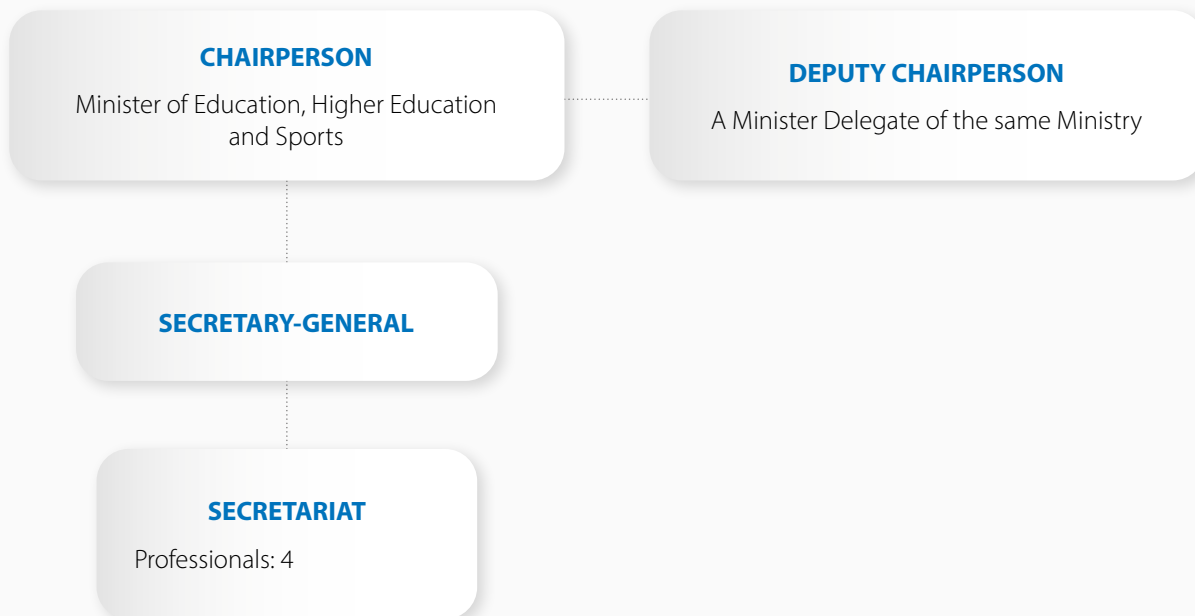 CHAIRPERSON
Minister of Education, Higher Education
and Sports
DEPUTY CHAIRPERSON
A Minister Delegate of the same Ministry
SECRETARY-GENERAL
SECRETARIAT
Professionals: 4